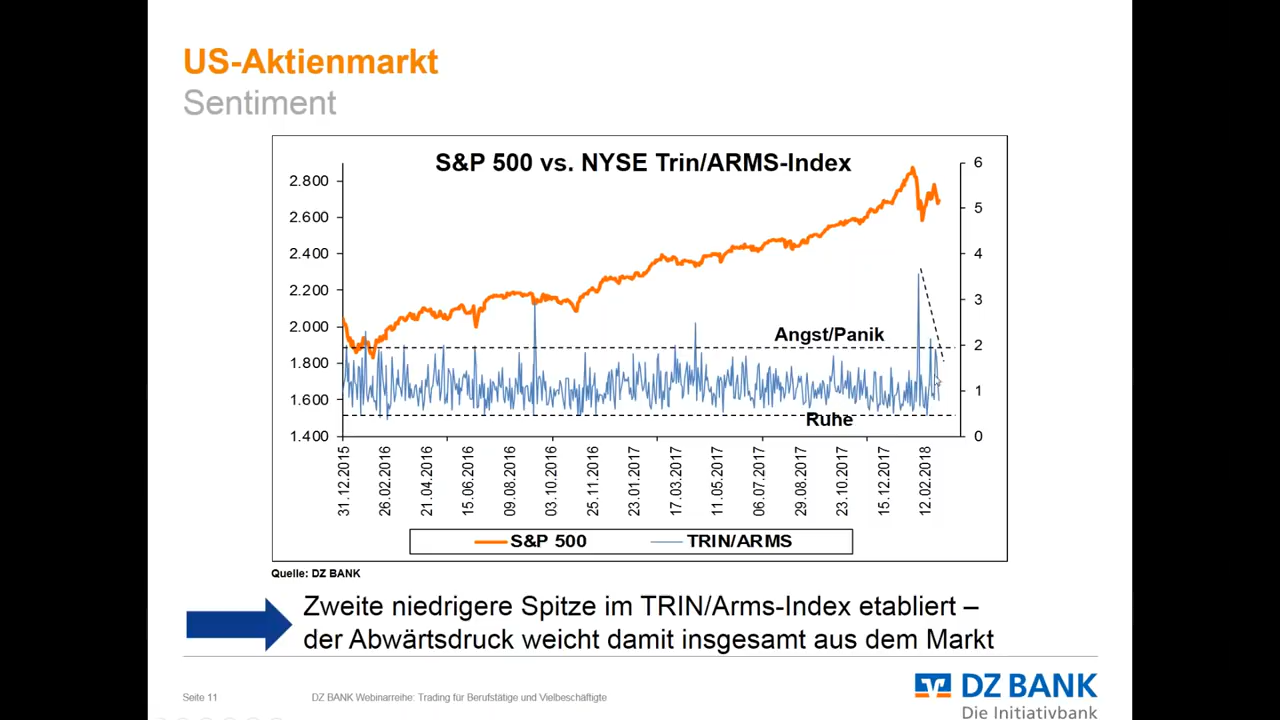 US-Aktienmarkt
Sentiment
S&P 500 vs. NYSE Trin/ARMS-Index
2.800
2.600
2.400
2.200
2.000
1.800
1.600
1.400
6
5
4
3
2
1
0
Angst/Panik
Ruhe
31.12.2015
26.02.2016
21.04.2016
15.06.2016
09.08.2016
03.10.2016
25.11.2016
23.01.2017
17.03.2017
11.05.2017
06.07.2017
29.08.2017
23.10.2017
15.12.2017
12.02.2018
S&P 500 TRIN/ARMS
Quelle: DZ BANK
Zweite niedrigere Spitze im TRIN/Arms-Index etabliert –
der Abwärtsdruck weicht damit insgesamt aus dem Markt
Seite 11 DZ BANK Webinarreihe: Trading für Berufstätige und Vielbeschäftigte
DZ BANK
Die Initiativbank